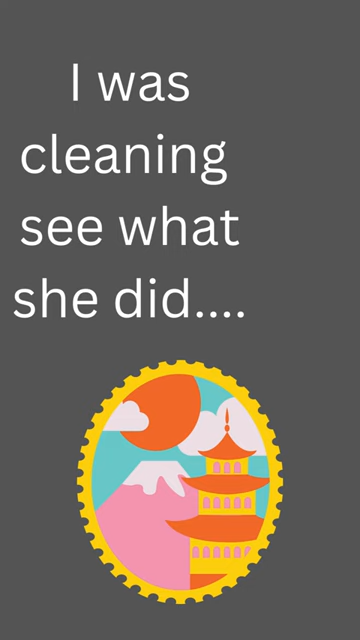 I was
cleaning
see what
she did....